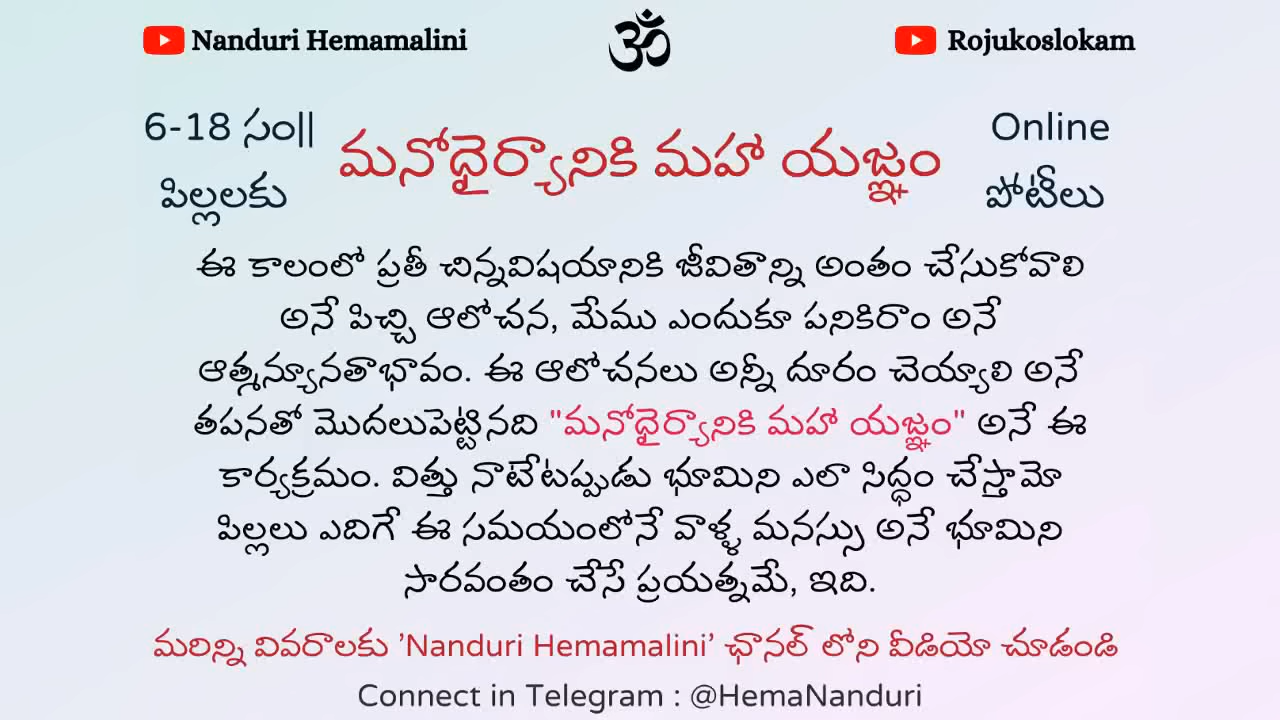 Nanduri Hemamalini ॐ Rojukoslokam
6-18 సం|| Online
మనోధైర్యానికి మహా యజ్ఞం
పిల్లలకు పోటీలు
ఈ కాలంలో ప్రతీ చిన్నవిషయానికి జీవితాన్ని అంతం చేసుకోవాలి
అనే పిచ్చి ఆలోచన, మేము ఎందుకూ పనికిరాం అనే
ఆత్మన్యూనతాభావం. ఈ ఆలోచనలు అన్నీ దూరం చెయ్యాలి అనే
తపనతో మొదలుపెట్టినది "మనోధైర్యానికి మహా యజ్ఞం" అనే ఈ
కార్యక్రమం. విత్తు నాటేటప్పుడు భూమిని ఎలా సిద్ధం చేస్తామో
పిల్లలు ఎదిగే ఈ సమయంలోనే వాళ్ళ మనస్సు అనే భూమిని
సారవంతం చేసే ప్రయత్నమే, ఇది.
మరిన్ని వివరాలకు ’Nanduri Hemamalini’ ఛానల్ లోని వీడియో చూడండి
Connect in Telegram : @HemaNanduri